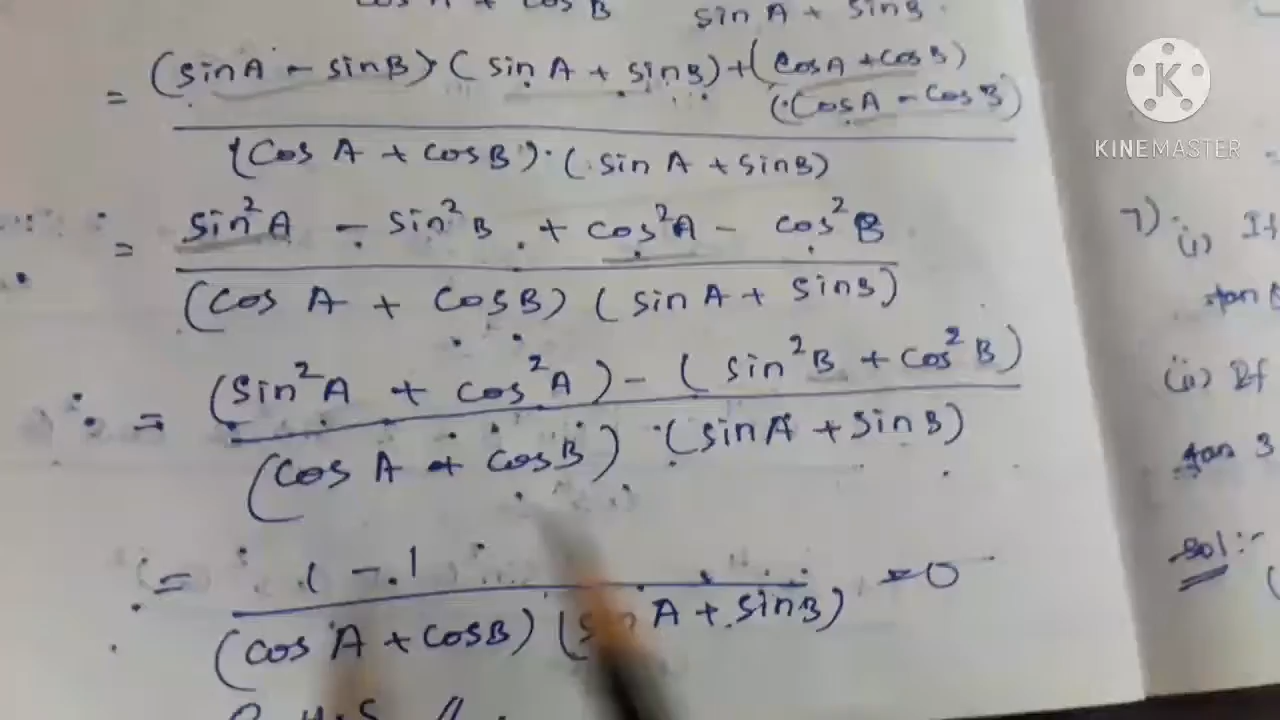 cos A + cos B sin A + sin B
= (sin A - sin B) · (sin A + sin B) + (cos A + cos B) (cos A - cos B)
(cos A + cos B) · (sin A + sin B)
= sin²A - sin²B + cos²A - cos²B
(cos A + cos B) (sin A + sin B)
= (sin²A + cos²A) - (sin²B + cos²B)
(cos A + cos B) · (sin A + sin B)
= 1 - 1 = 0
(cos A + cos B) (sin A + sin B)
R.H.S
KINEMASTER
7) (i) If
tan
(ii) If
tan 3
Sol:-